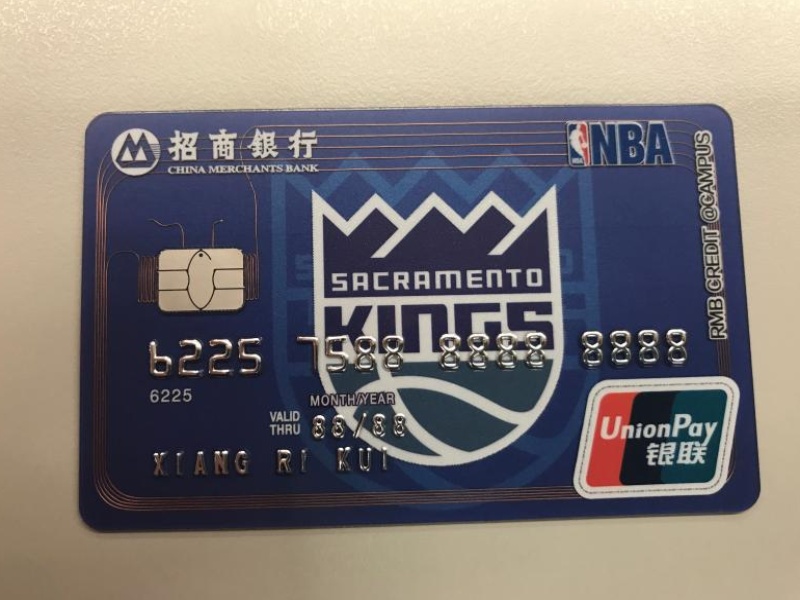 招商銀行
CHINA MERCHANTS BANK
NBA
RMB CREDIT @CAMPUS
SACRAMENTO
KINGS
6225 7588 8888 8888
6225
MONTH/YEAR
VALID THRU 88/88
XIANG RI KUI
UnionPay
银联